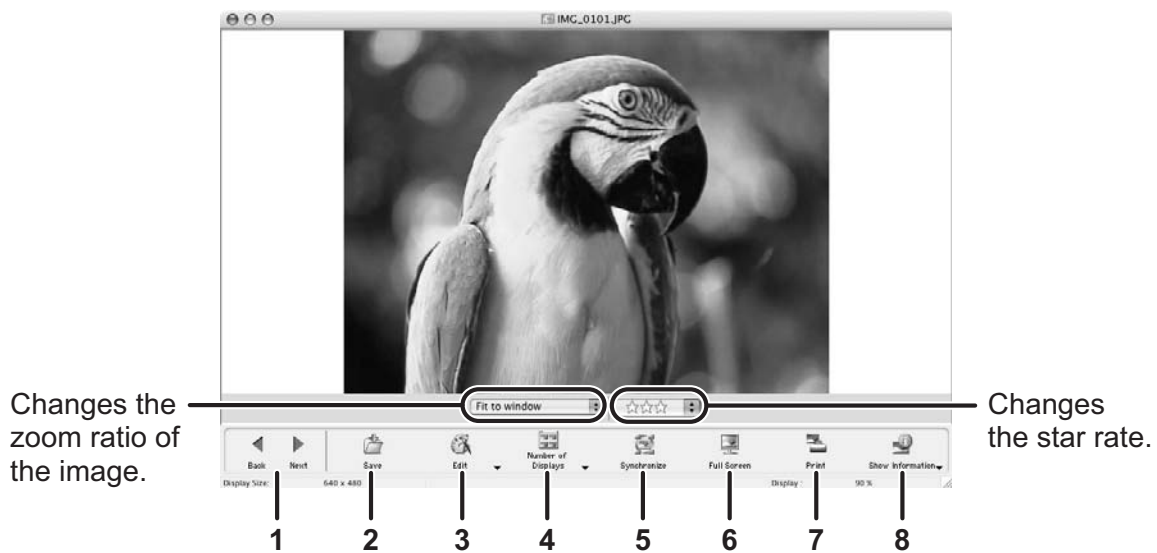 IMG_0101.JPG
Changes the
zoom ratio of
the image.
Fit to window
Changes
the star rate.
Back Next Save Edit Number of Displays Synchronize Full Screen Print Show Information
Display Size: 640 x 480 Display : 90 %
1 2 3 4 5 6 7 8